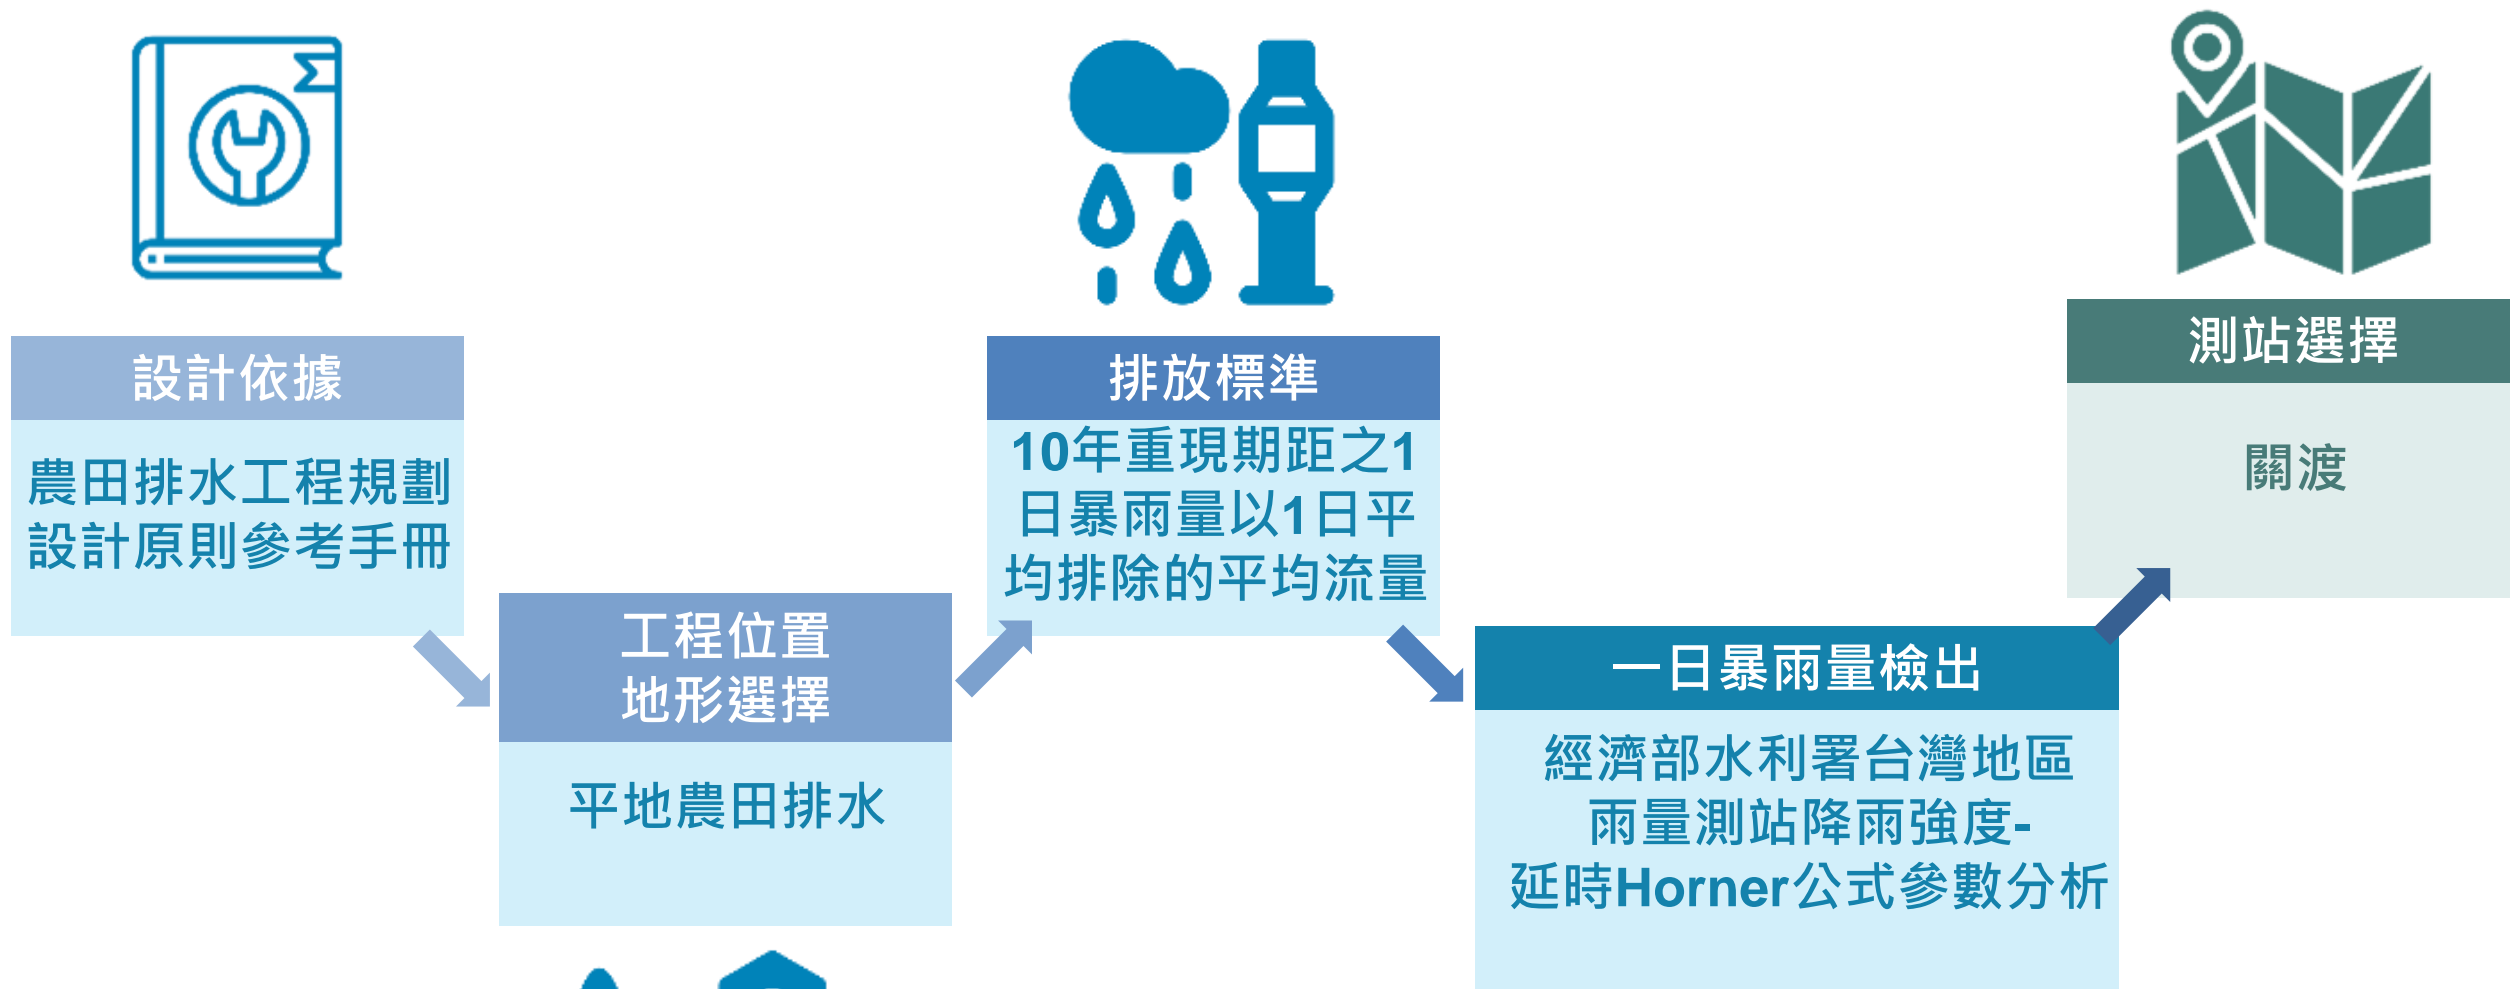 設計依據
農田排水工程規劃
設計原則參考手冊
工程位置
地形選擇
平地農田排水
排放標準
10年重現期距之1
日暴雨量以1日平
均排除的平均流量
一日暴雨量檢出
經濟部水利署台灣地區
雨量測站降雨強度-
延時Horner公式參數分析
測站選擇
關渡